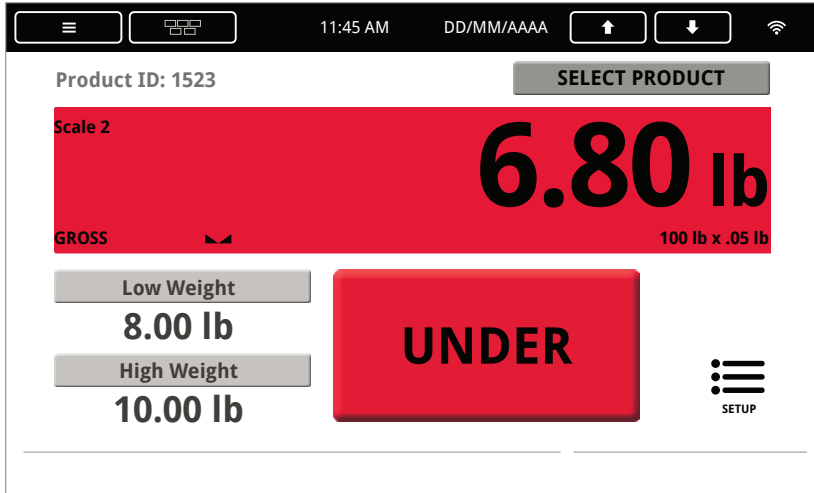 11:45 AM DD/MM/AAAA
Product ID: 1523 SELECT PRODUCT
Scale 2
6.80 lb
GROSS 100 lb x .05 lb
Low Weight
8.00 lb
High Weight
10.00 lb
UNDER
SETUP